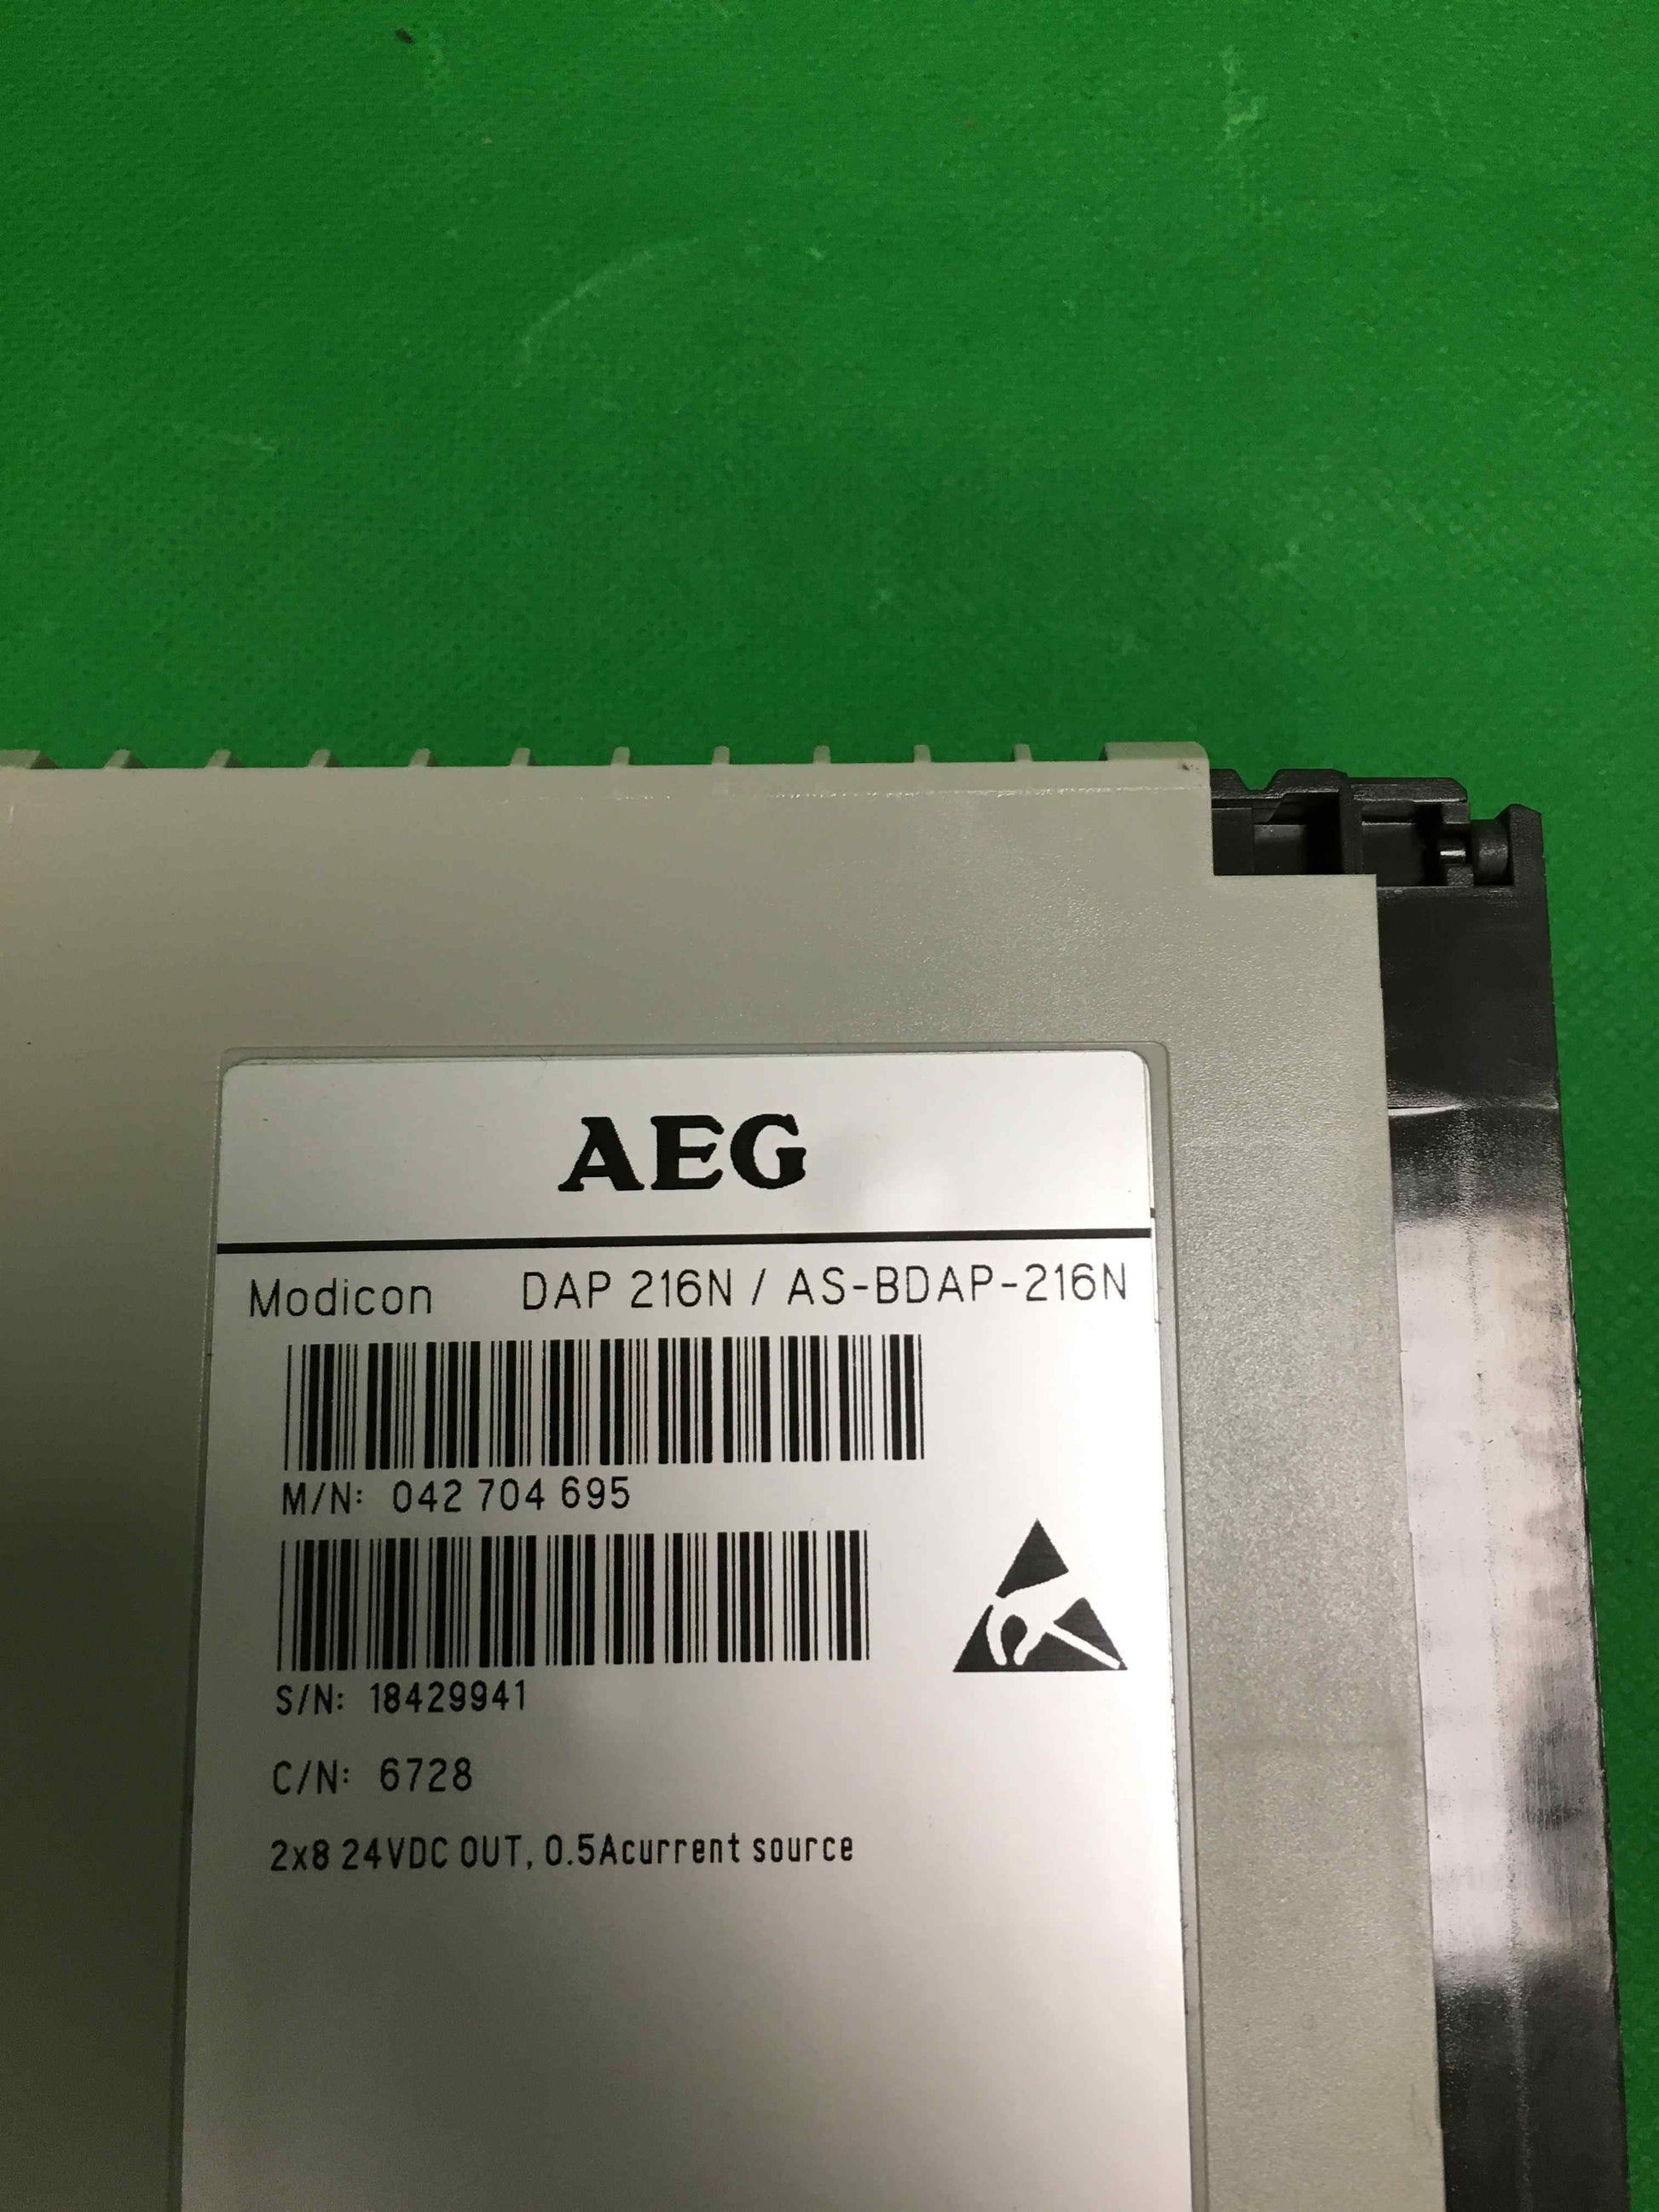 AEG
Modicon DAP 216N / AS-BDAP-216N
M/N: 042 704 695
S/N: 18429941
C/N: 6728
2x8 24VDC OUT, 0.5Acurrent source